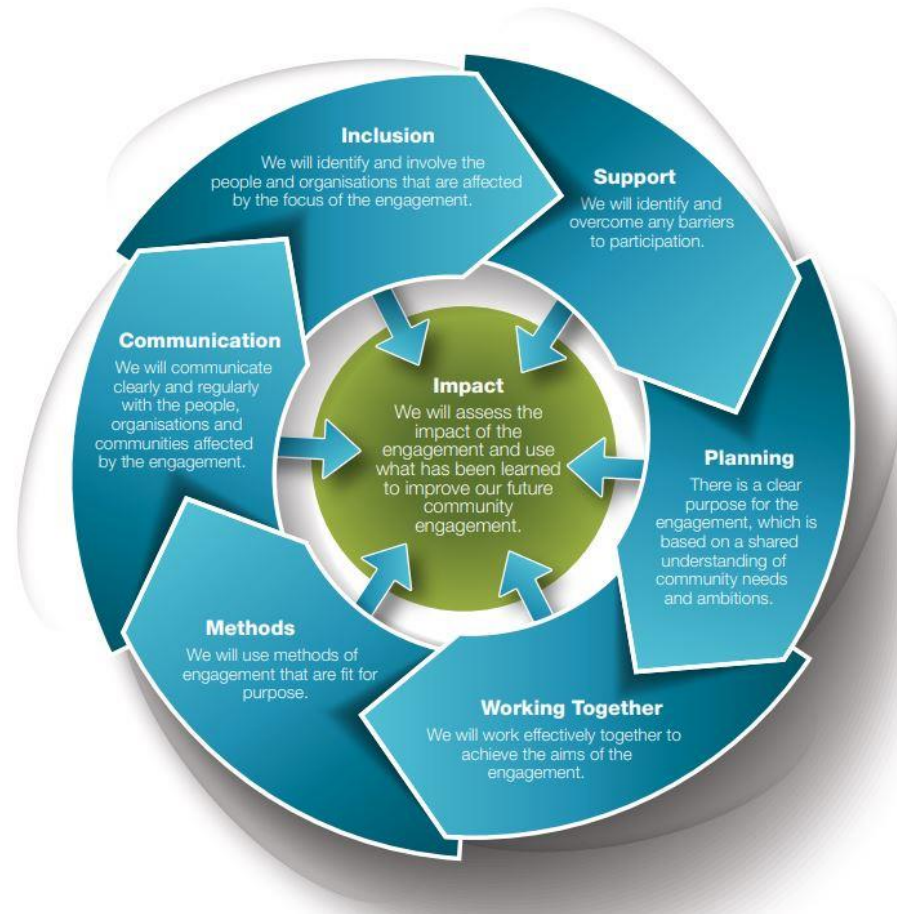 Inclusion
We will identify and involve the
people and organisations that are affected
by the focus of the engagement.
Support
We will identify and
overcome any barriers
to participation.
Planning
There is a clear
purpose for the
engagement, which is
based on a shared
understanding of
community needs
and ambitions.
Working Together
We will work effectively together to
achieve the aims of the
engagement.
Methods
We will use methods of
engagement that are fit for
purpose.
Communication
We will communicate
clearly and regularly
with the people,
organisations and
communities affected
by the engagement.
Impact
We will assess the
impact of the
engagement and use
what has been learned
to improve our future
community
engagement.